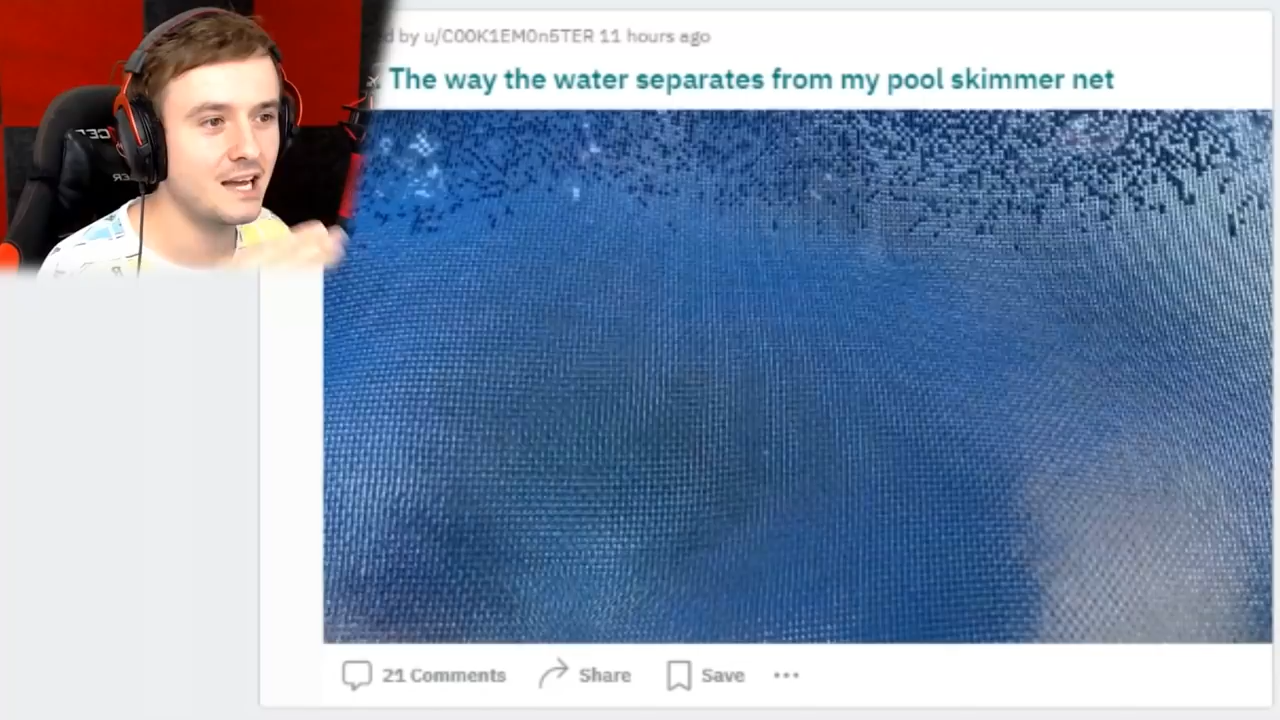 d by u/C00K1EM0n5TER 11 hours ago
The way the water separates from my pool skimmer net
21 Comments Share Save